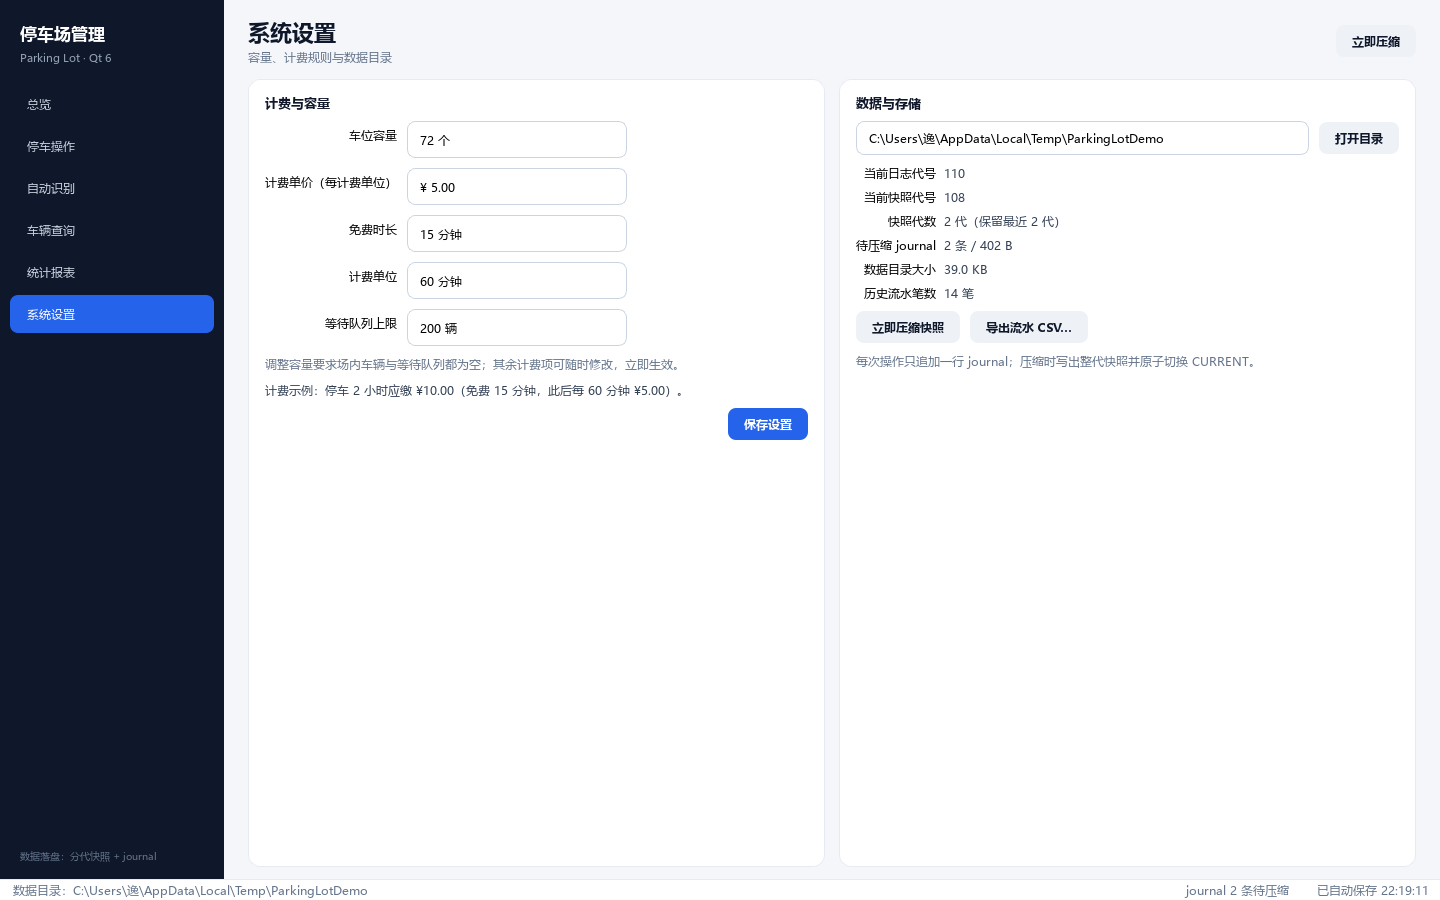 停车场管理
Parking Lot · Qt 6
总览
停车操作
自动识别
车辆查询
统计报表
系统设置
数据落盘：分代快照 + journal
系统设置
容量、计费规则与数据目录
立即压缩
计费与容量
车位容量 72 个
计费单价（每计费单位） ¥ 5.00
免费时长 15 分钟
计费单位 60 分钟
等待队列上限 200 辆
调整容量要求场内车辆与等待队列都为空；其余计费项可随时修改，立即生效。
计费示例：停车 2 小时应缴 ¥10.00（免费 15 分钟，此后每 60 分钟 ¥5.00）。
保存设置
数据与存储
C:\Users\逸\AppData\Local\Temp\ParkingLotDemo 打开目录
当前日志代号 110
当前快照代号 108
快照代数 2 代（保留最近 2 代）
待压缩 journal 2 条 / 402 B
数据目录大小 39.0 KB
历史流水笔数 14 笔
立即压缩快照 导出流水 CSV...
每次操作只追加一行 journal；压缩时写出整代快照并原子切换 CURRENT。
数据目录：C:\Users\逸\AppData\Local\Temp\ParkingLotDemo
journal 2 条待压缩 已自动保存 22:19:11